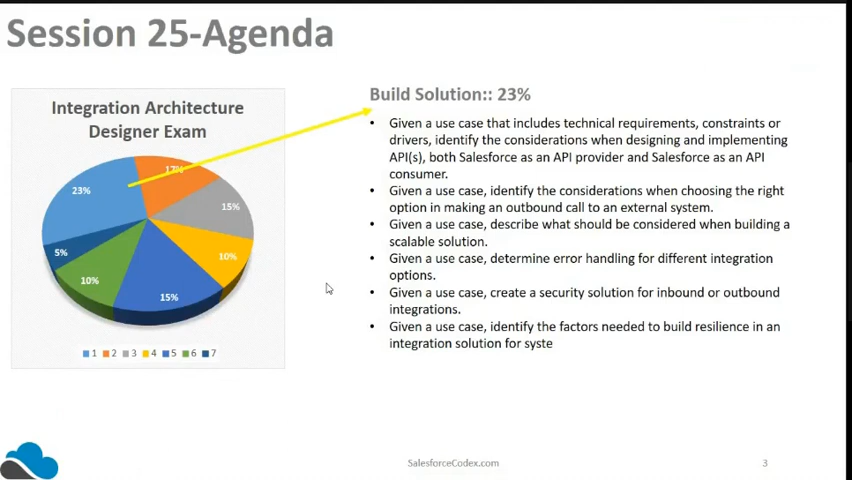 Session 25-Agenda
Integration Architecture
Designer Exam
23%
17%
15%
10%
15%
10%
5%
1 2 3 4 5 6 7
Build Solution:: 23%
• Given a use case that includes technical requirements, constraints or
drivers, identify the considerations when designing and implementing
API(s), both Salesforce as an API provider and Salesforce as an API
consumer.
• Given a use case, identify the considerations when choosing the right
option in making an outbound call to an external system.
• Given a use case, describe what should be considered when building a
scalable solution.
• Given a use case, determine error handling for different integration
options.
• Given a use case, create a security solution for inbound or outbound
integrations.
• Given a use case, identify the factors needed to build resilience in an
integration solution for syste
SalesforceCodex.com
3